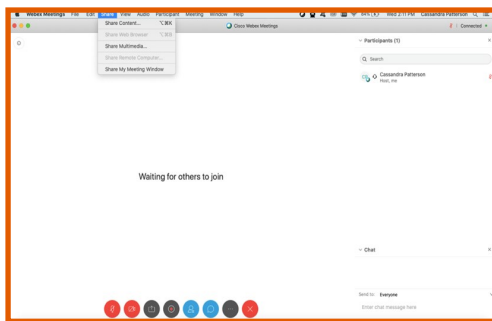 Webex Meetings File Edit Share View Audio Participant Meeting Window Help
Wed 2:11 PM Cassandra Patterson
Cisco Webex Meetings
Connected
Share Content... ⌥⌘R
Share Web Browser ⌥⌘B
Share Multimedia...
Share Remote Computer...
Share My Meeting Window
Participants (1)
Search
Cassandra Patterson
Host, me
Waiting for others to join
Chat
Send to: Everyone
Enter chat message here